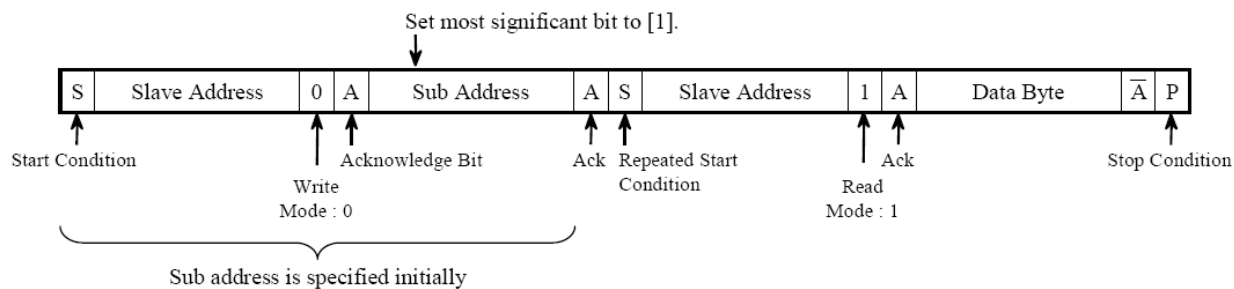 Set most significant bit to [1].
S Slave Address 0 A Sub Address A S Slave Address 1 A Data Byte A̅ P
Start Condition Acknowledge Bit Ack Repeated Start Condition Ack Stop Condition
Write Mode : 0
Read Mode : 1
Sub address is specified initially